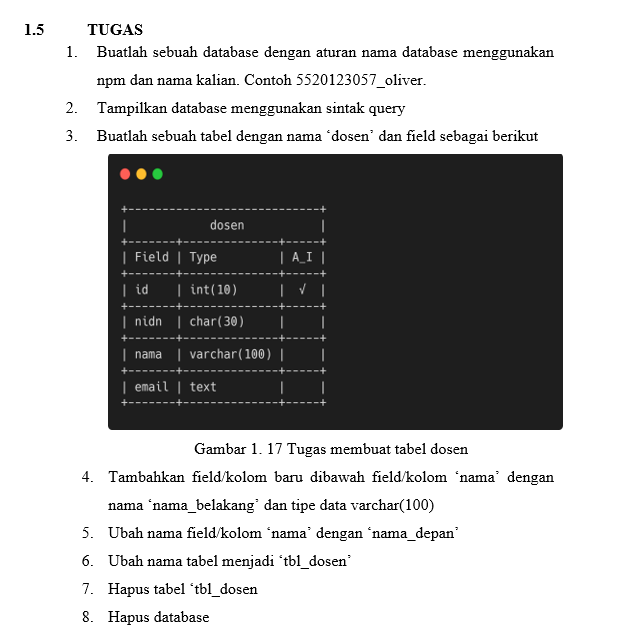 1.5 TUGAS
1. Buatlah sebuah database dengan aturan nama database menggunakan
npm dan nama kalian. Contoh 5520123057_oliver.
2. Tampilkan database menggunakan sintak query
3. Buatlah sebuah tabel dengan nama ‘dosen’ dan field sebagai berikut
+-----------------------------+
| dosen |
+-------+--------------+-----+
| Field | Type | A_I |
+-------+--------------+-----+
| id | int(10) | √ |
+-------+--------------+-----+
| nidn | char(30) | |
+-------+--------------+-----+
| nama | varchar(100) | |
+-------+--------------+-----+
| email | text | |
+-------+--------------+-----+
Gambar 1. 17 Tugas membuat tabel dosen
4. Tambahkan field/kolom baru dibawah field/kolom ‘nama’ dengan
nama ‘nama_belakang’ dan tipe data varchar(100)
5. Ubah nama field/kolom ‘nama’ dengan ‘nama_depan’
6. Ubah nama tabel menjadi ‘tbl_dosen’
7. Hapus tabel ‘tbl_dosen
8. Hapus database